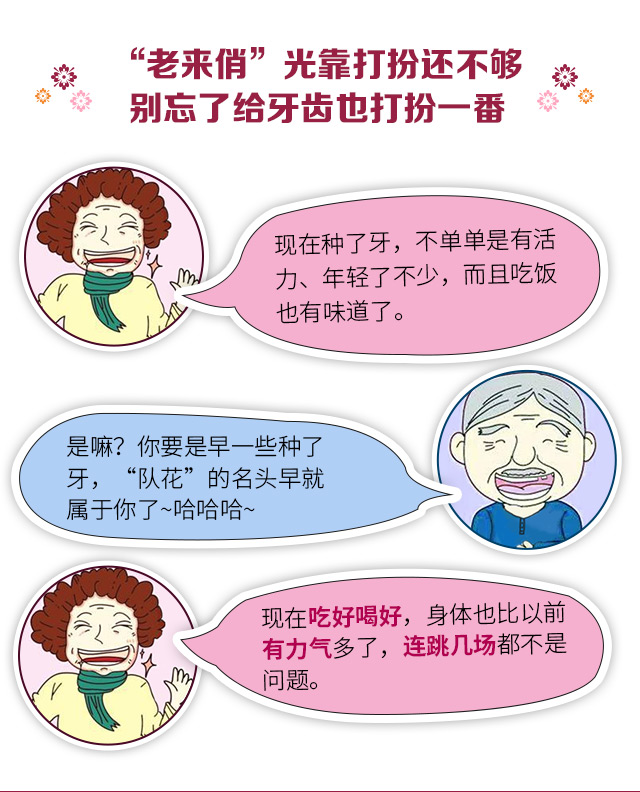 “老来俏”光靠打扮还不够
别忘了给牙齿也打扮一番
现在种了牙，不单单是有活
力、年轻了不少，而且吃饭
也有味道了。
是嘛？你要是早一些种了
牙，“队花”的名头早就
属于你了~哈哈哈~
现在吃好喝好，身体也比以前
有力气多了，连跳几场都不是
问题。